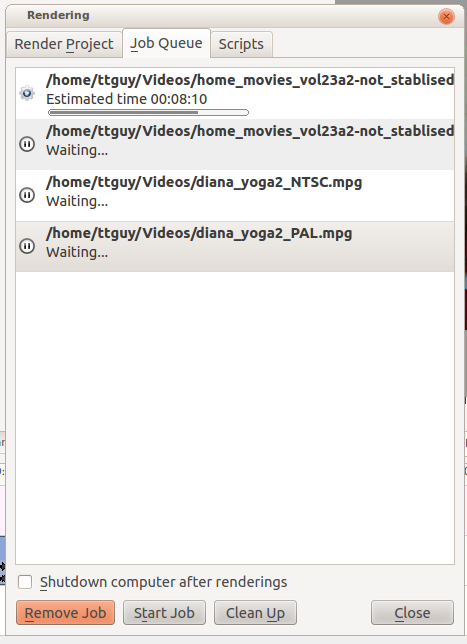 Rendering
Render Project
Job Queue
Scripts
/home/ttguy/Videos/home_movies_vol23a2-not_stablised
Estimated time 00:08:10
/home/ttguy/Videos/home_movies_vol23a2-not_stablised
Waiting...
/home/ttguy/Videos/diana_yoga2_NTSC.mpg
Waiting...
/home/ttguy/Videos/diana_yoga2_PAL.mpg
Waiting...
Shutdown computer after renderings
Remove Job
Start Job
Clean Up
Close